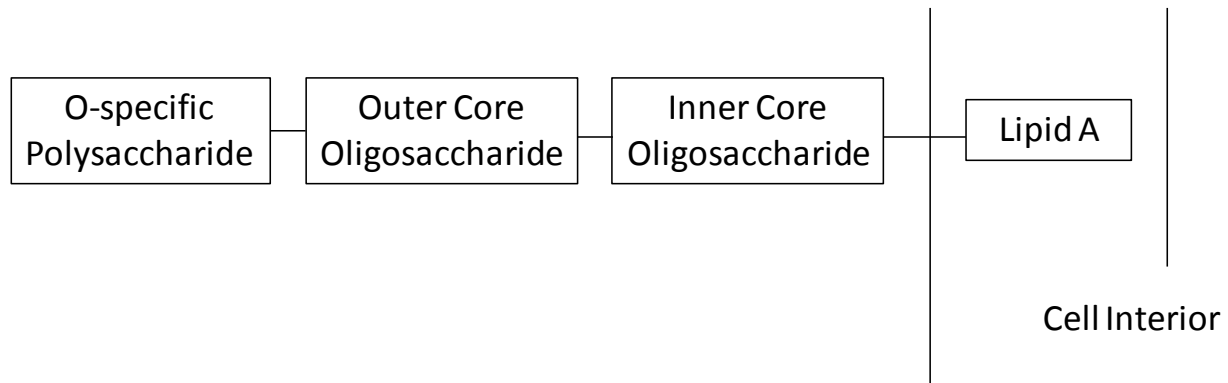 O-specific
Polysaccharide
Outer Core
Oligosaccharide
Inner Core
Oligosaccharide
Lipid A
Cell Interior